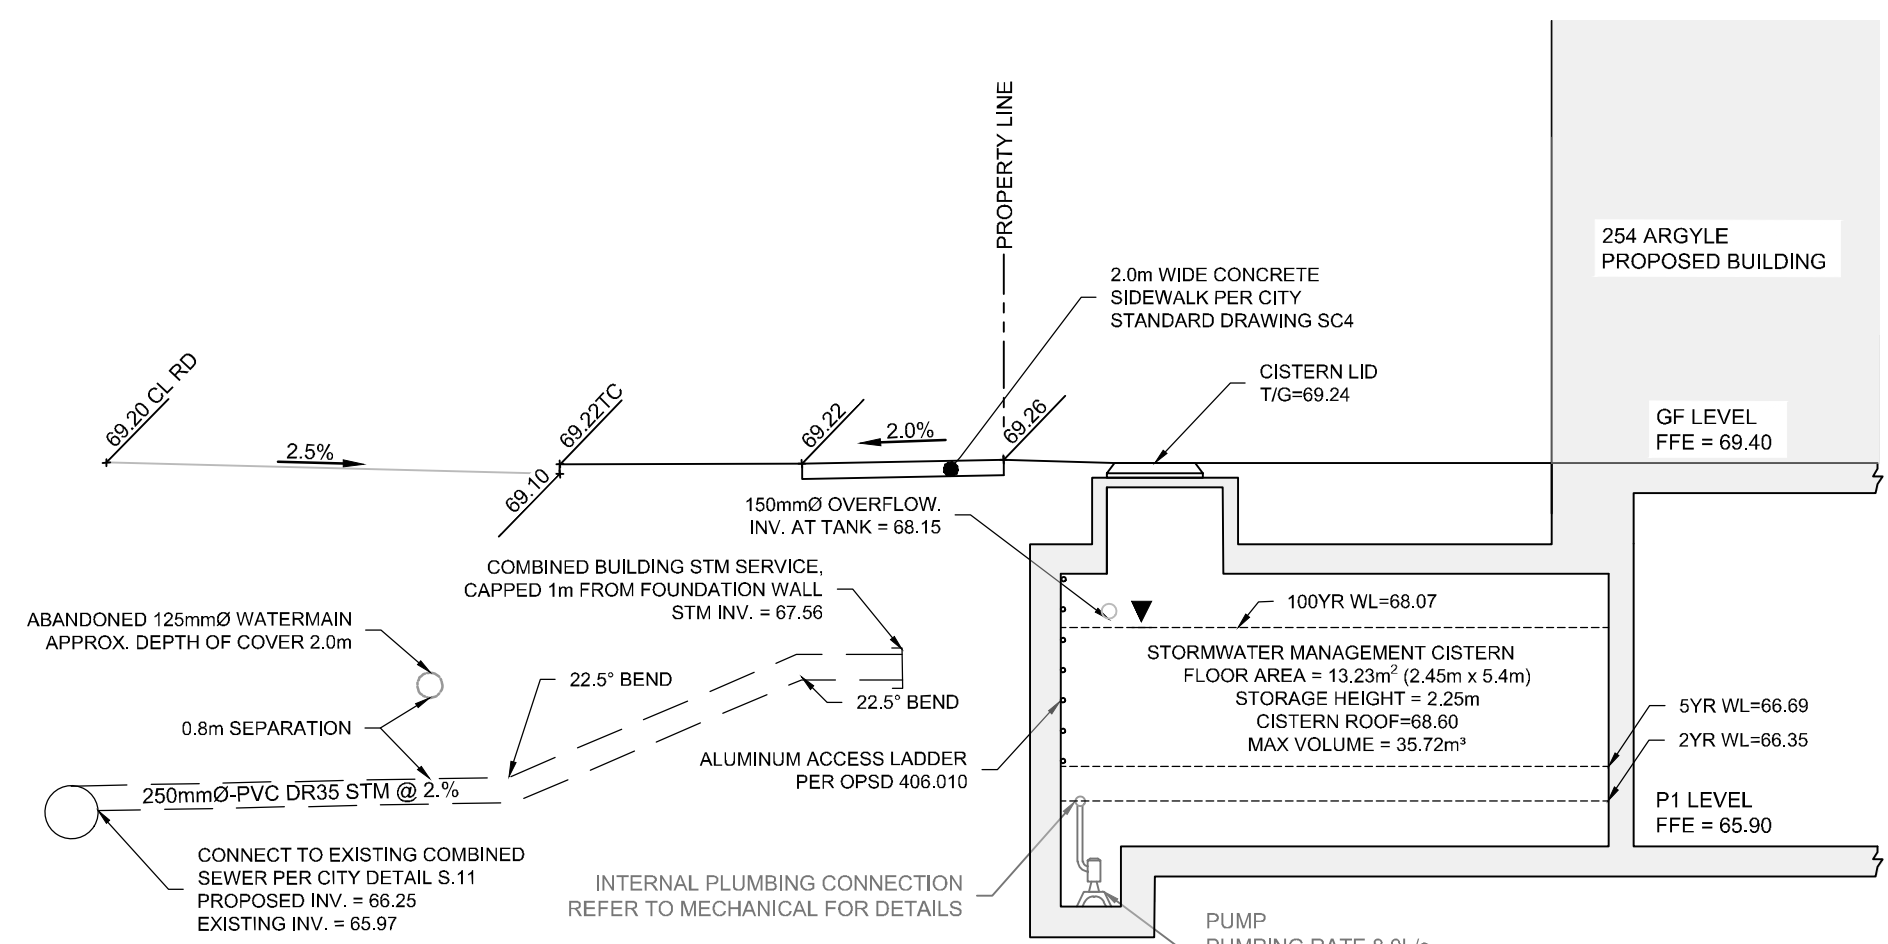 PROPERTY LINE
254 ARGYLE
PROPOSED BUILDING
2.0m WIDE CONCRETE
SIDEWALK PER CITY
STANDARD DRAWING SC4
CISTERN LID
T/G=69.24
69.20 CL RD
2.5%
69.22TC
69.10
69.22
2.0%
69.26
GF LEVEL
FFE = 69.40
150mmØ OVERFLOW.
INV. AT TANK = 68.15
COMBINED BUILDING STM SERVICE,
CAPPED 1m FROM FOUNDATION WALL
STM INV. = 67.56
ABANDONED 125mmØ WATERMAIN
APPROX. DEPTH OF COVER 2.0m
22.5° BEND
22.5° BEND
0.8m SEPARATION
100YR WL=68.07
STORMWATER MANAGEMENT CISTERN
FLOOR AREA = 13.23m² (2.45m x 5.4m)
STORAGE HEIGHT = 2.25m
CISTERN ROOF=68.60
MAX VOLUME = 35.72m³
5YR WL=66.69
2YR WL=66.35
ALUMINUM ACCESS LADDER
PER OPSD 406.010
250mmØ-PVC DR35 STM @ 2.%
P1 LEVEL
FFE = 65.90
CONNECT TO EXISTING COMBINED
SEWER PER CITY DETAIL S.11
PROPOSED INV. = 66.25
EXISTING INV. = 65.97
INTERNAL PLUMBING CONNECTION
REFER TO MECHANICAL FOR DETAILS
PUMP
PUMPING RATE